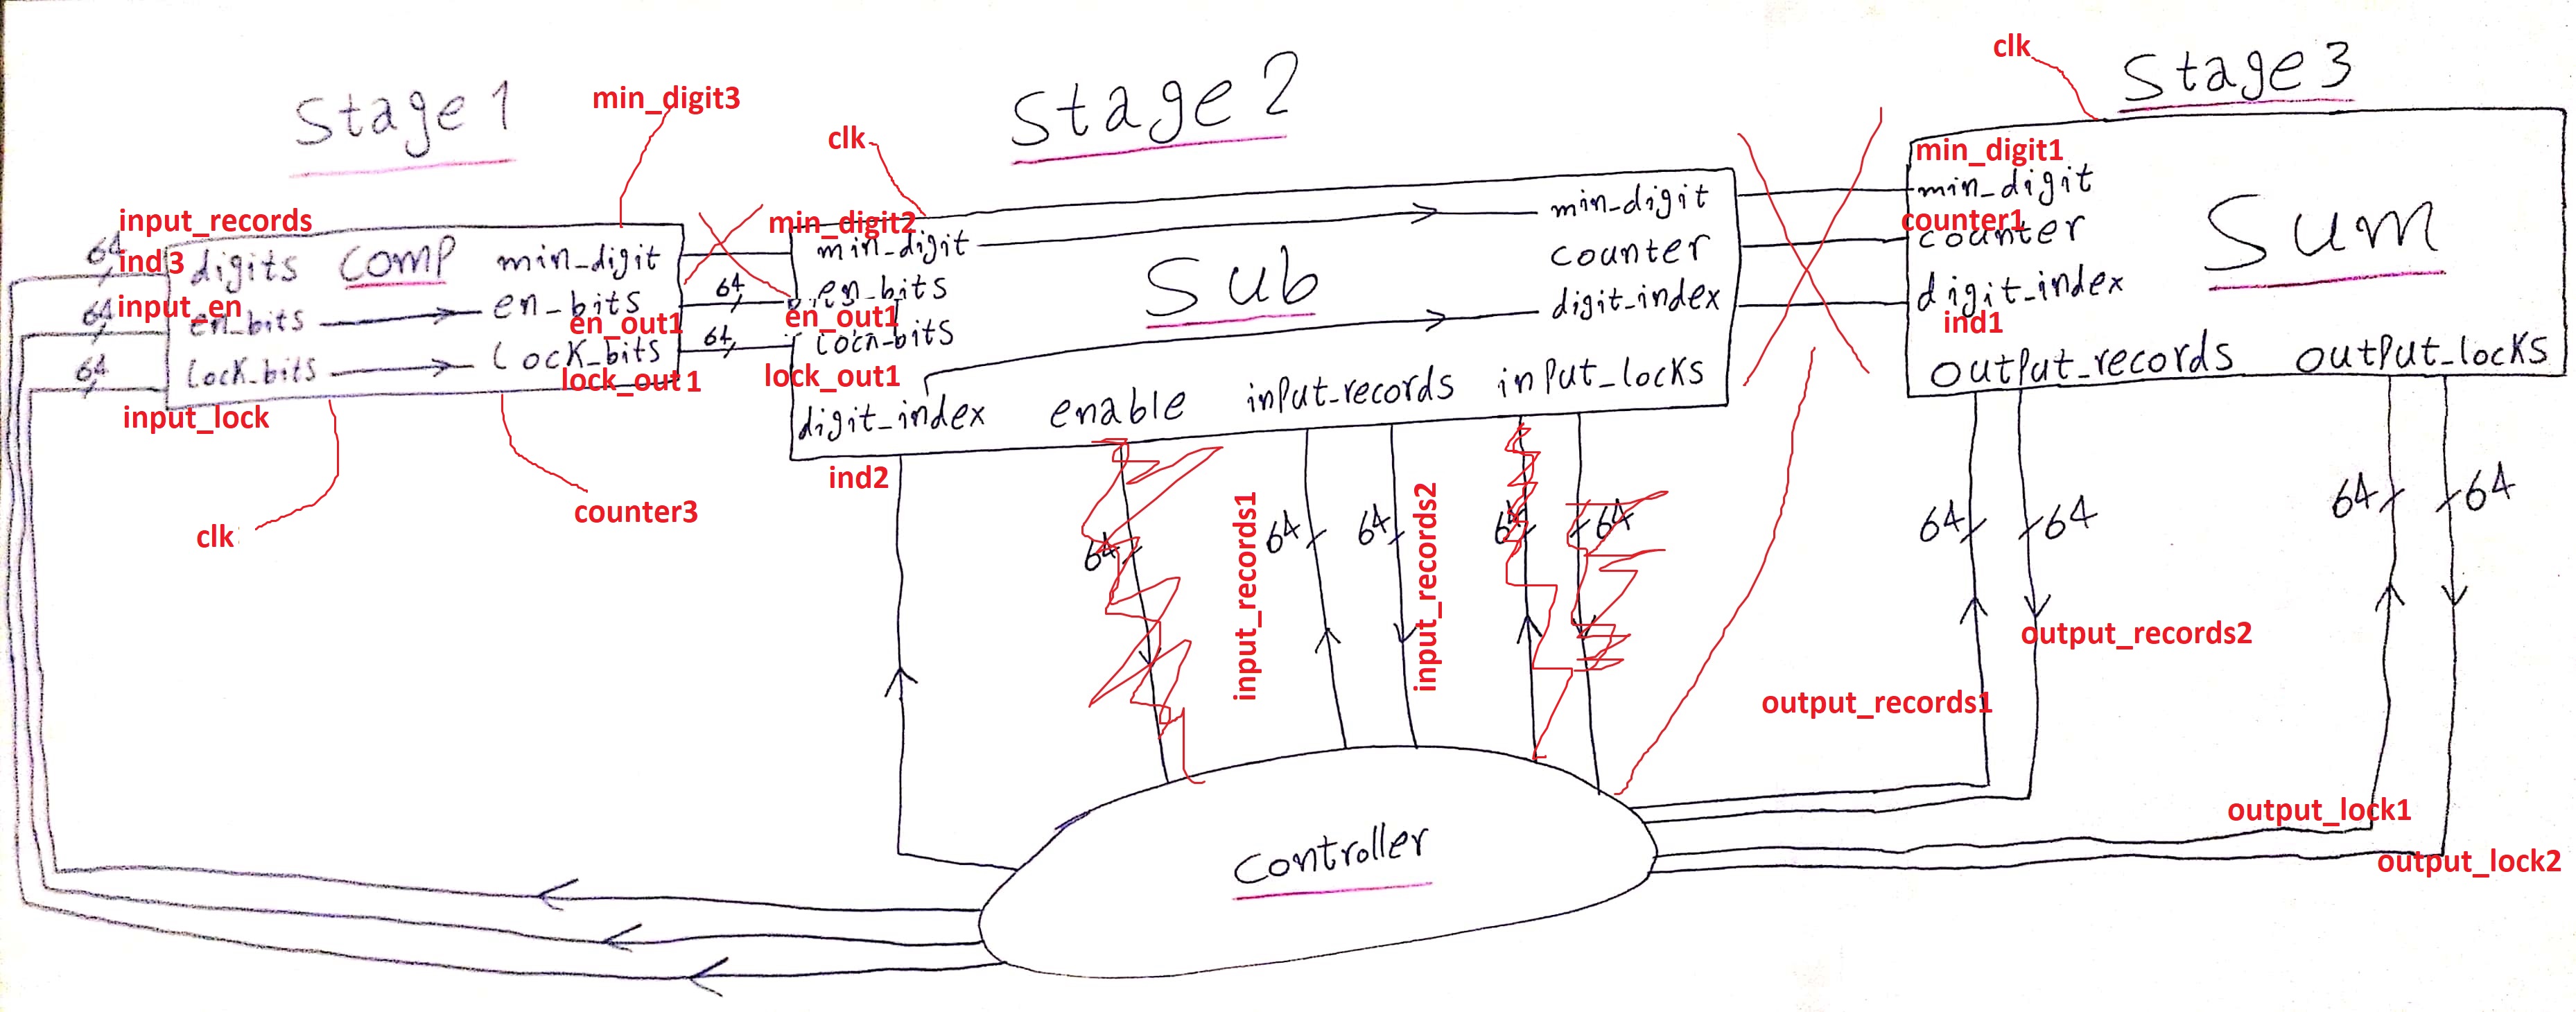 Stage 1
min_digit3
clk
Stage 2
clk
Stage 3
input_records
64
ind3
digits
comp
min_digit
64
input_en
en_bits
en_bits
en_out1
64
lock_bits
lock_bits
lock_out1
input_lock
clk
counter3
64
64
min_digit2
min_digit
en_bits
en_out1
lock_bits
lock_out1
digit_index
ind2
Sub
min_digit
counter
digit_index
enable
input_records
input_locks
min_digit1
min_digit
counter1
counter
digit_index
ind1
Sum
output_records
output_locks
64
input_records1
64
64
input_records2
64
64
64
64
64
64
output_records2
output_records1
output_lock1
output_lock2
Controller